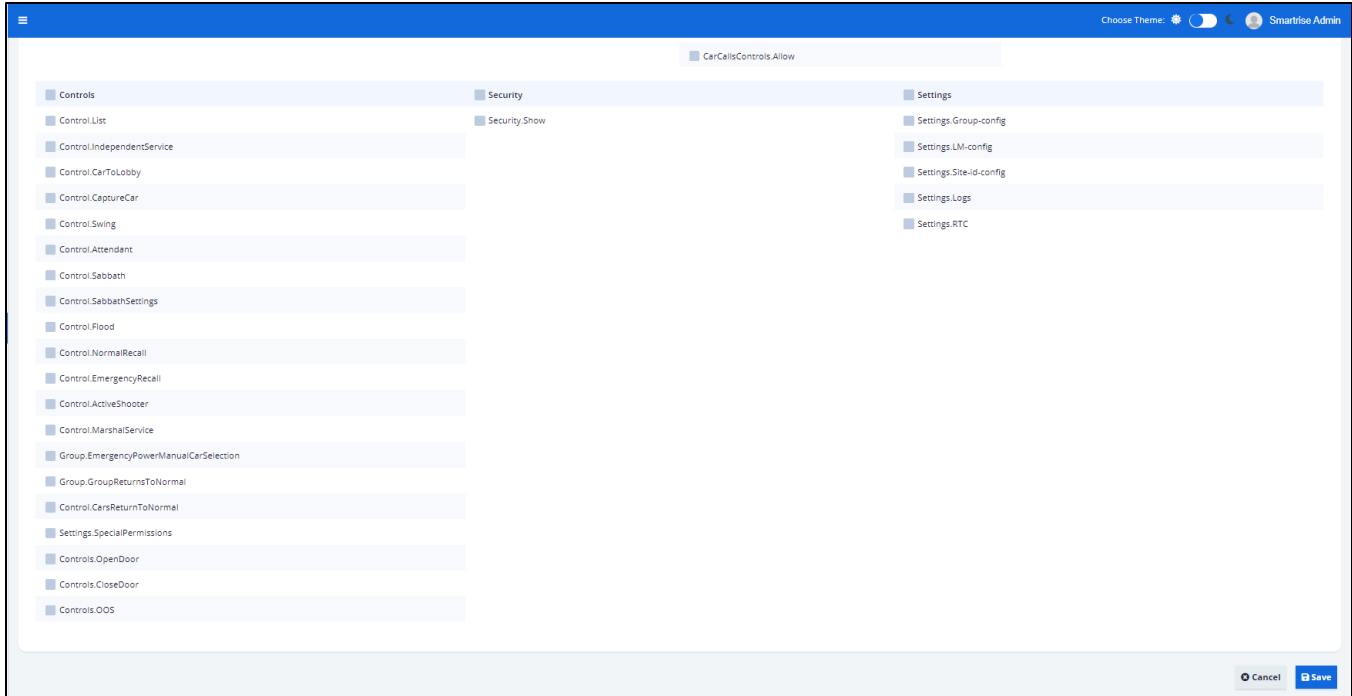 Choose Theme:
Smartrise Admin
CarCallsControls.Allow
Controls
Control.List
Control.IndependentService
Control.CarToLobby
Control.CaptureCar
Control.Swing
Control.Attendant
Control.Sabbath
Control.SabbathSettings
Control.Flood
Control.NormalRecall
Control.EmergencyRecall
Control.ActiveShooter
Control.MarshalService
Group.EmergencyPowerManualCarSelection
Group.GroupReturnsToNormal
Control.CarsReturnToNormal
Settings.SpecialPermissions
Controls.OpenDoor
Controls.CloseDoor
Controls.OOS
Security
Security.Show
Settings
Settings.Group-config
Settings.LM-config
Settings.Site-id-config
Settings.Logs
Settings.RTC
Cancel
Save